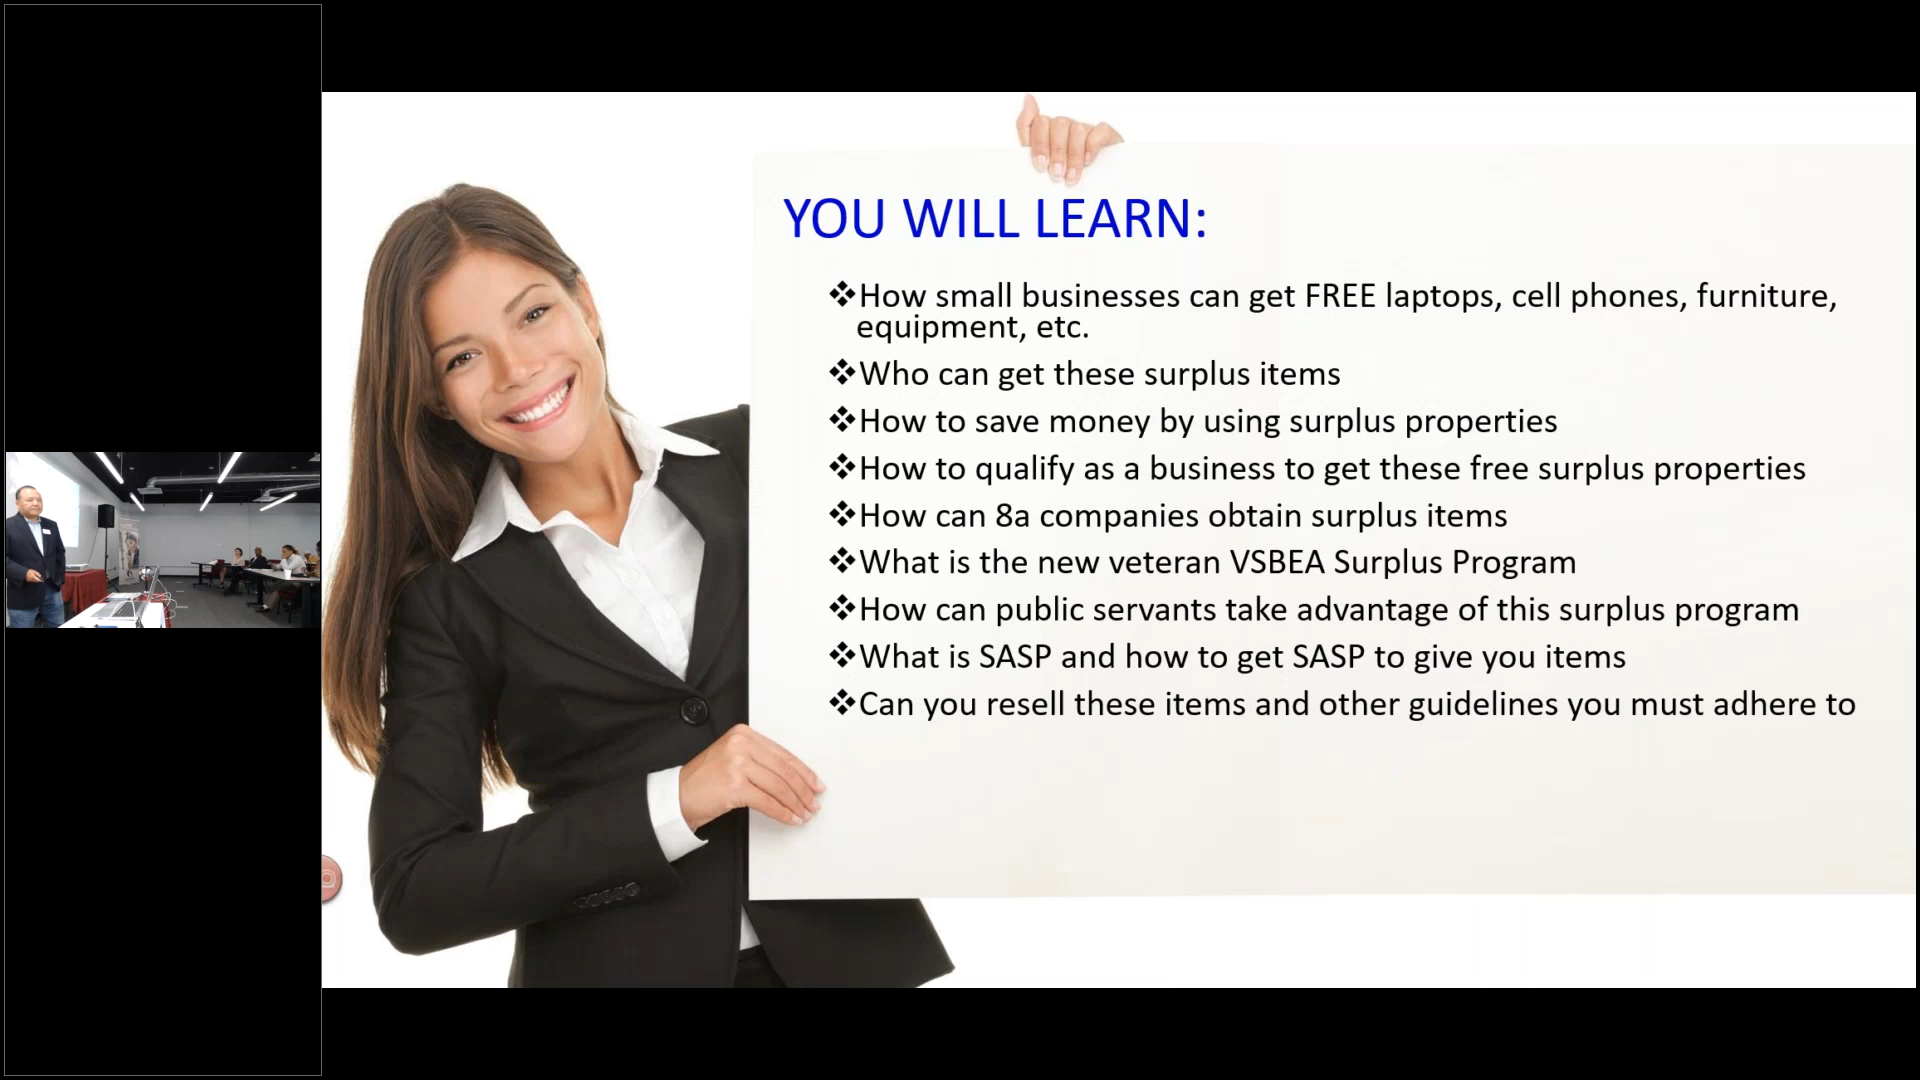 YOU WILL LEARN:
❖How small businesses can get FREE laptops, cell phones, furniture,
equipment, etc.
❖Who can get these surplus items
❖How to save money by using surplus properties
❖How to qualify as a business to get these free surplus properties
❖How can 8a companies obtain surplus items
❖What is the new veteran VSBEA Surplus Program
❖How can public servants take advantage of this surplus program
❖What is SASP and how to get SASP to give you items
❖Can you resell these items and other guidelines you must adhere to